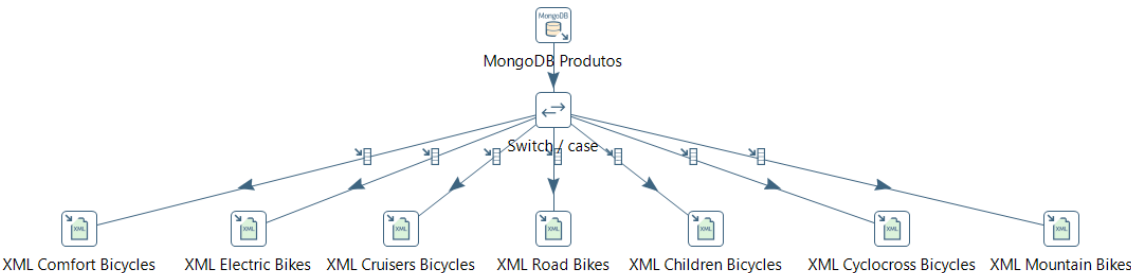 MongoDB
MongoDB Produtos
Switch / case
XML XML XML XML XML XML XML
XML Comfort Bicycles XML Electric Bikes XML Cruisers Bicycles XML Road Bikes XML Children Bicycles XML Cyclocross Bicycles XML Mountain Bikes